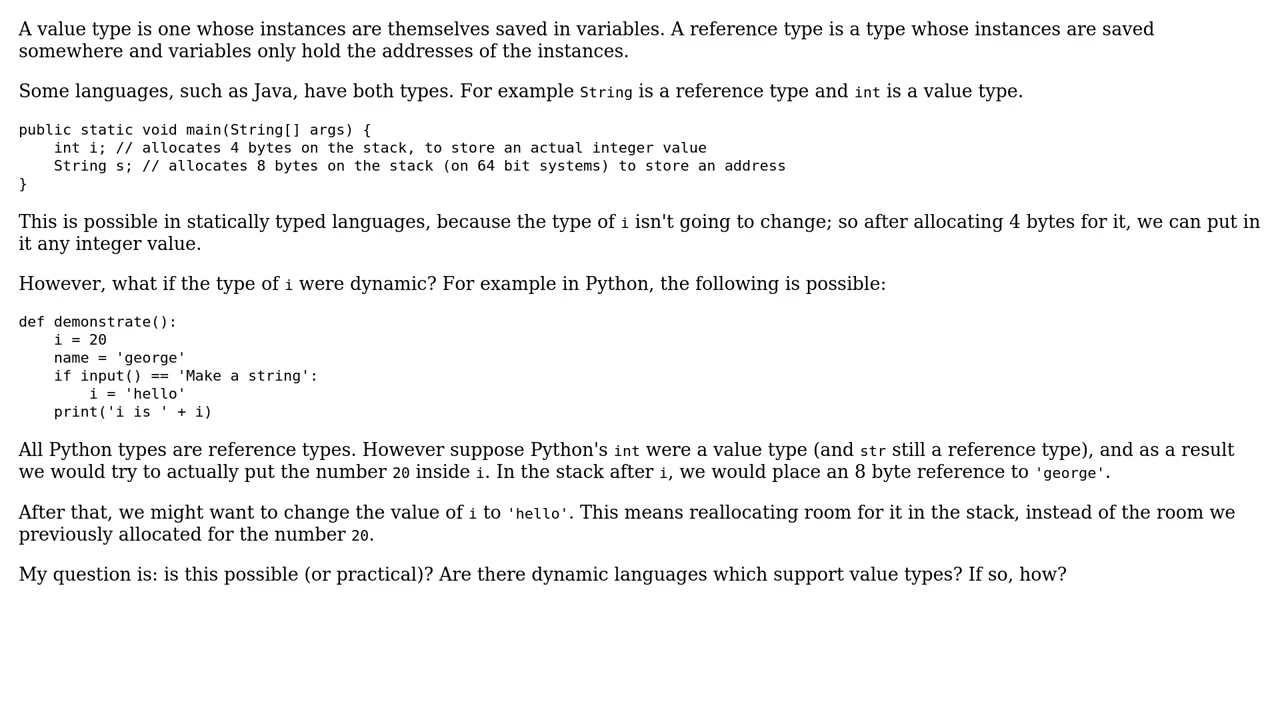 A value type is one whose instances are themselves saved in variables. A reference type is a type whose instances are saved
somewhere and variables only hold the addresses of the instances.
Some languages, such as Java, have both types. For example String is a reference type and int is a value type.
public static void main(String[] args) {
    int i; // allocates 4 bytes on the stack, to store an actual integer value
    String s; // allocates 8 bytes on the stack (on 64 bit systems) to store an address
}
This is possible in statically typed languages, because the type of i isn't going to change; so after allocating 4 bytes for it, we can put in
it any integer value.
However, what if the type of i were dynamic? For example in Python, the following is possible:
def demonstrate():
    i = 20
    name = 'george'
    if input() == 'Make a string':
        i = 'hello'
    print('i is ' + i)
All Python types are reference types. However suppose Python's int were a value type (and str still a reference type), and as a result
we would try to actually put the number 20 inside i. In the stack after i, we would place an 8 byte reference to 'george'.
After that, we might want to change the value of i to 'hello'. This means reallocating room for it in the stack, instead of the room we
previously allocated for the number 20.
My question is: is this possible (or practical)? Are there dynamic languages which support value types? If so, how?